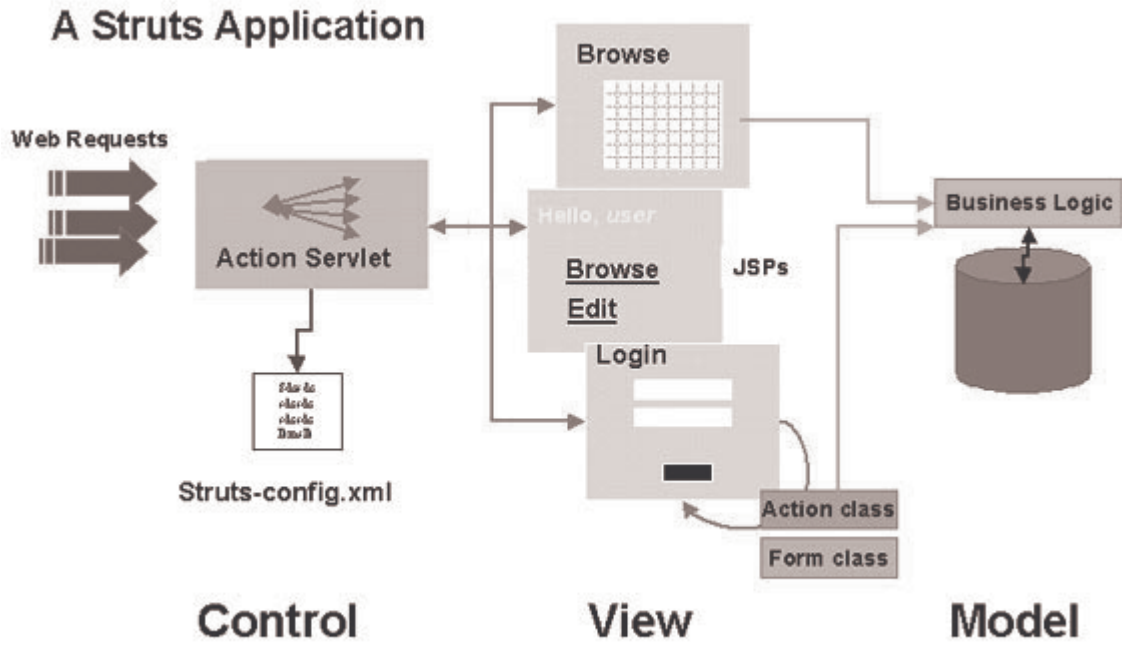 A Struts Application
Web Requests
Action Servlet
Struts-config.xml
Browse
Hello, user
Browse
Edit
JSPs
Login
Action class
Form class
Business Logic
Control
View
Model